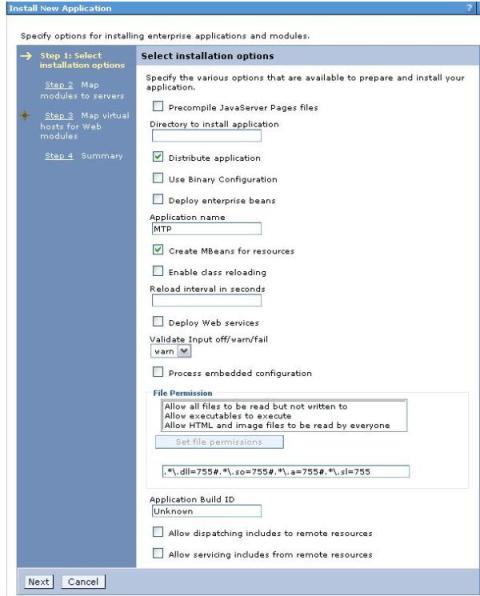 Install New Application
?
Specify options for installing enterprise applications and modules.
Step 1: Select
installation options
Step 2 Map
modules to servers
Step 3 Map virtual
hosts for Web
modules
Step 4 Summary
Select installation options
Specify the various options that are available to prepare and install your
application.
Precompile JavaServer Pages files
Directory to install application
Distribute application
Use Binary Configuration
Deploy enterprise beans
Application name
MTP
Create MBeans for resources
Enable class reloading
Reload interval in seconds
Deploy Web services
Validate Input off/warn/fail
warn
Process embedded configuration
File Permission
Allow all files to be read but not written to
Allow executables to execute
Allow HTML and image files to be read by everyone
Set file permissions
.*\.dll=755#.*\.so=755#.*\.a=755#.*\.sl=755
Application Build ID
Unknown
Allow dispatching includes to remote resources
Allow servicing includes from remote resources
Next Cancel